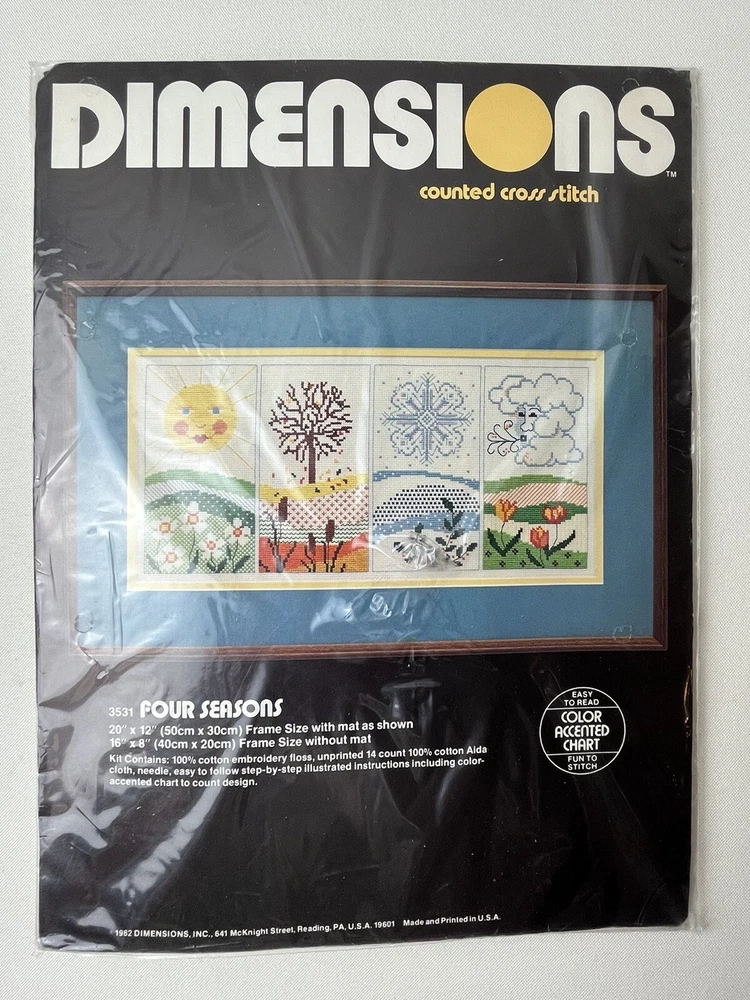 DIMENSIONS™
counted cross stitch
3531 FOUR SEASONS
20" x 12" (50cm x 30cm) Frame Size with mat as shown
16" x 8" (40cm x 20cm) Frame Size without mat
Kit Contains: 100% cotton embroidery floss, unprinted 14 count 100% cotton Aida
cloth, needle, easy to follow step-by-step illustrated instructions including color-
accented chart to count design.
EASY
TO READ
COLOR
ACCENTED
CHART
FUN TO
STITCH
1982 DIMENSIONS, INC., 641 McKnight Street, Reading, PA, U.S.A. 19601 Made and Printed in U.S.A.